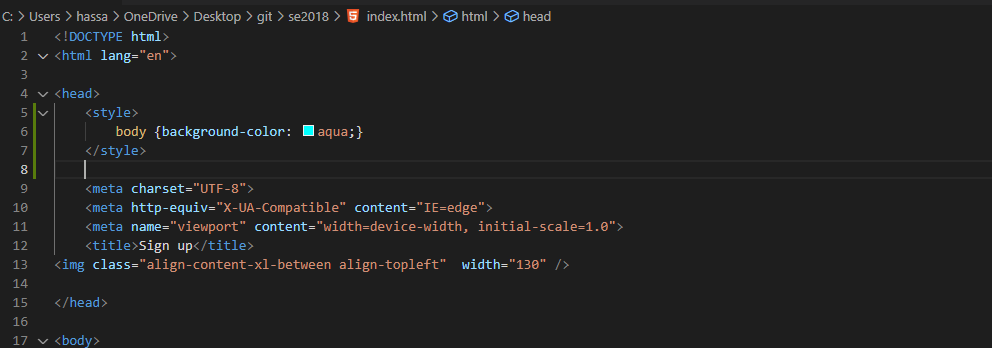 C: > Users > hassa > OneDrive > Desktop > git > se2018 > index.html > html > head
1 <!DOCTYPE html>
2 <html lang="en">
3
4 <head>
5     <style>
6         body {background-color: aqua;}
7     </style>
8
9     <meta charset="UTF-8">
10     <meta http-equiv="X-UA-Compatible" content="IE=edge">
11     <meta name="viewport" content="width=device-width, initial-scale=1.0">
12     <title>Sign up</title>
13 <img class="align-content-xl-between align-topleft"  width="130" />
14
15 </head>
16
17 <body>